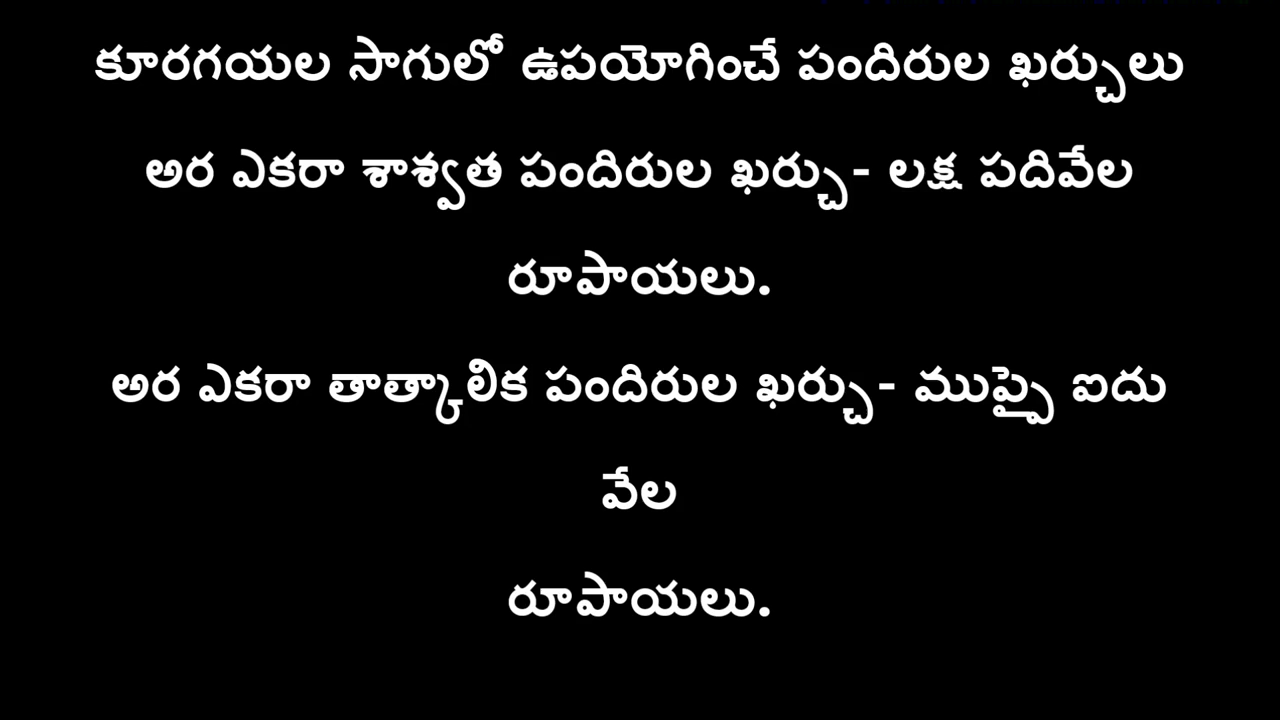 కూరగయల సాగులో ఉపయోగించే పందిరుల ఖర్చులు
అర ఎకరా శాశ్వత పందిరుల ఖర్చు- లక్ష పదివేల
రూపాయలు.
అర ఎకరా తాత్కాలిక పందిరుల ఖర్చు- ముప్పై ఐదు
వేల
రూపాయలు.